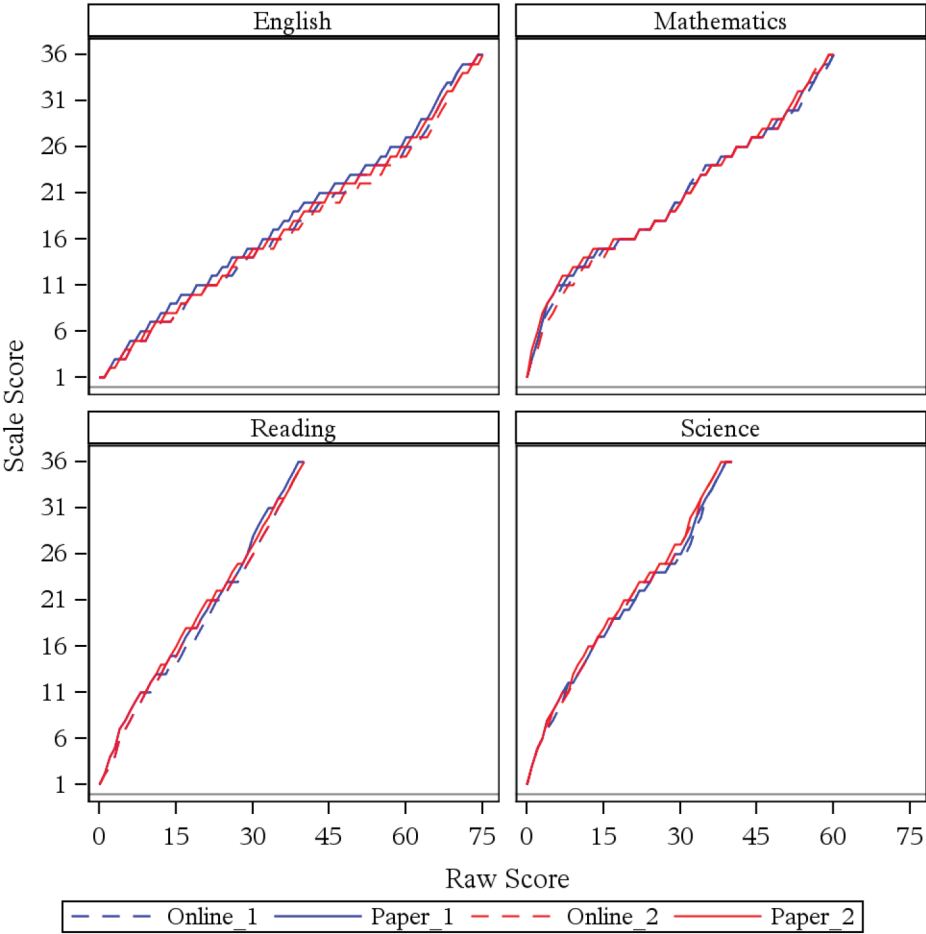 English Mathematics
36 31 26 21 16 11 6 1
Scale Score
Reading Science
36 31 26 21 16 11 6 1
0 15 30 45 60 75 0 15 30 45 60 75
Raw Score
Online_1 Paper_1 Online_2 Paper_2